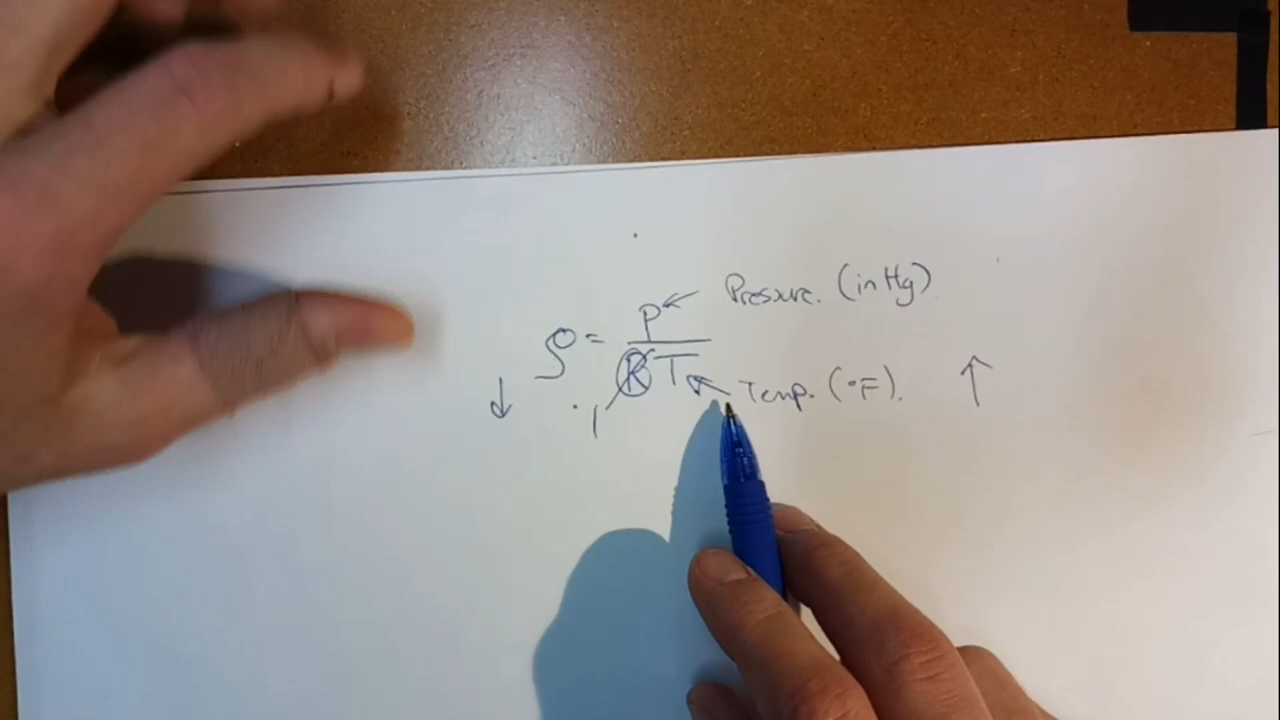 P ← Pressure. (in Hg)
ρ = ―
R T ← Temp. (°F). ↑
↓